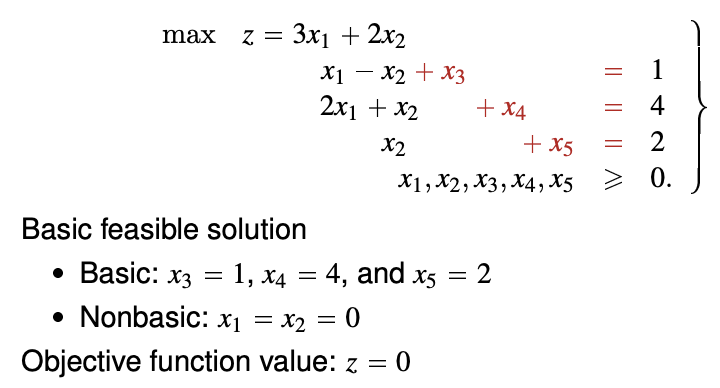 max z = 3x₁ + 2x₂
x₁ − x₂ + x₃ = 1
2x₁ + x₂ + x₄ = 4
x₂ + x₅ = 2
x₁, x₂, x₃, x₄, x₅ ⩾ 0.
Basic feasible solution
• Basic: x₃ = 1, x₄ = 4, and x₅ = 2
• Nonbasic: x₁ = x₂ = 0
Objective function value: z = 0